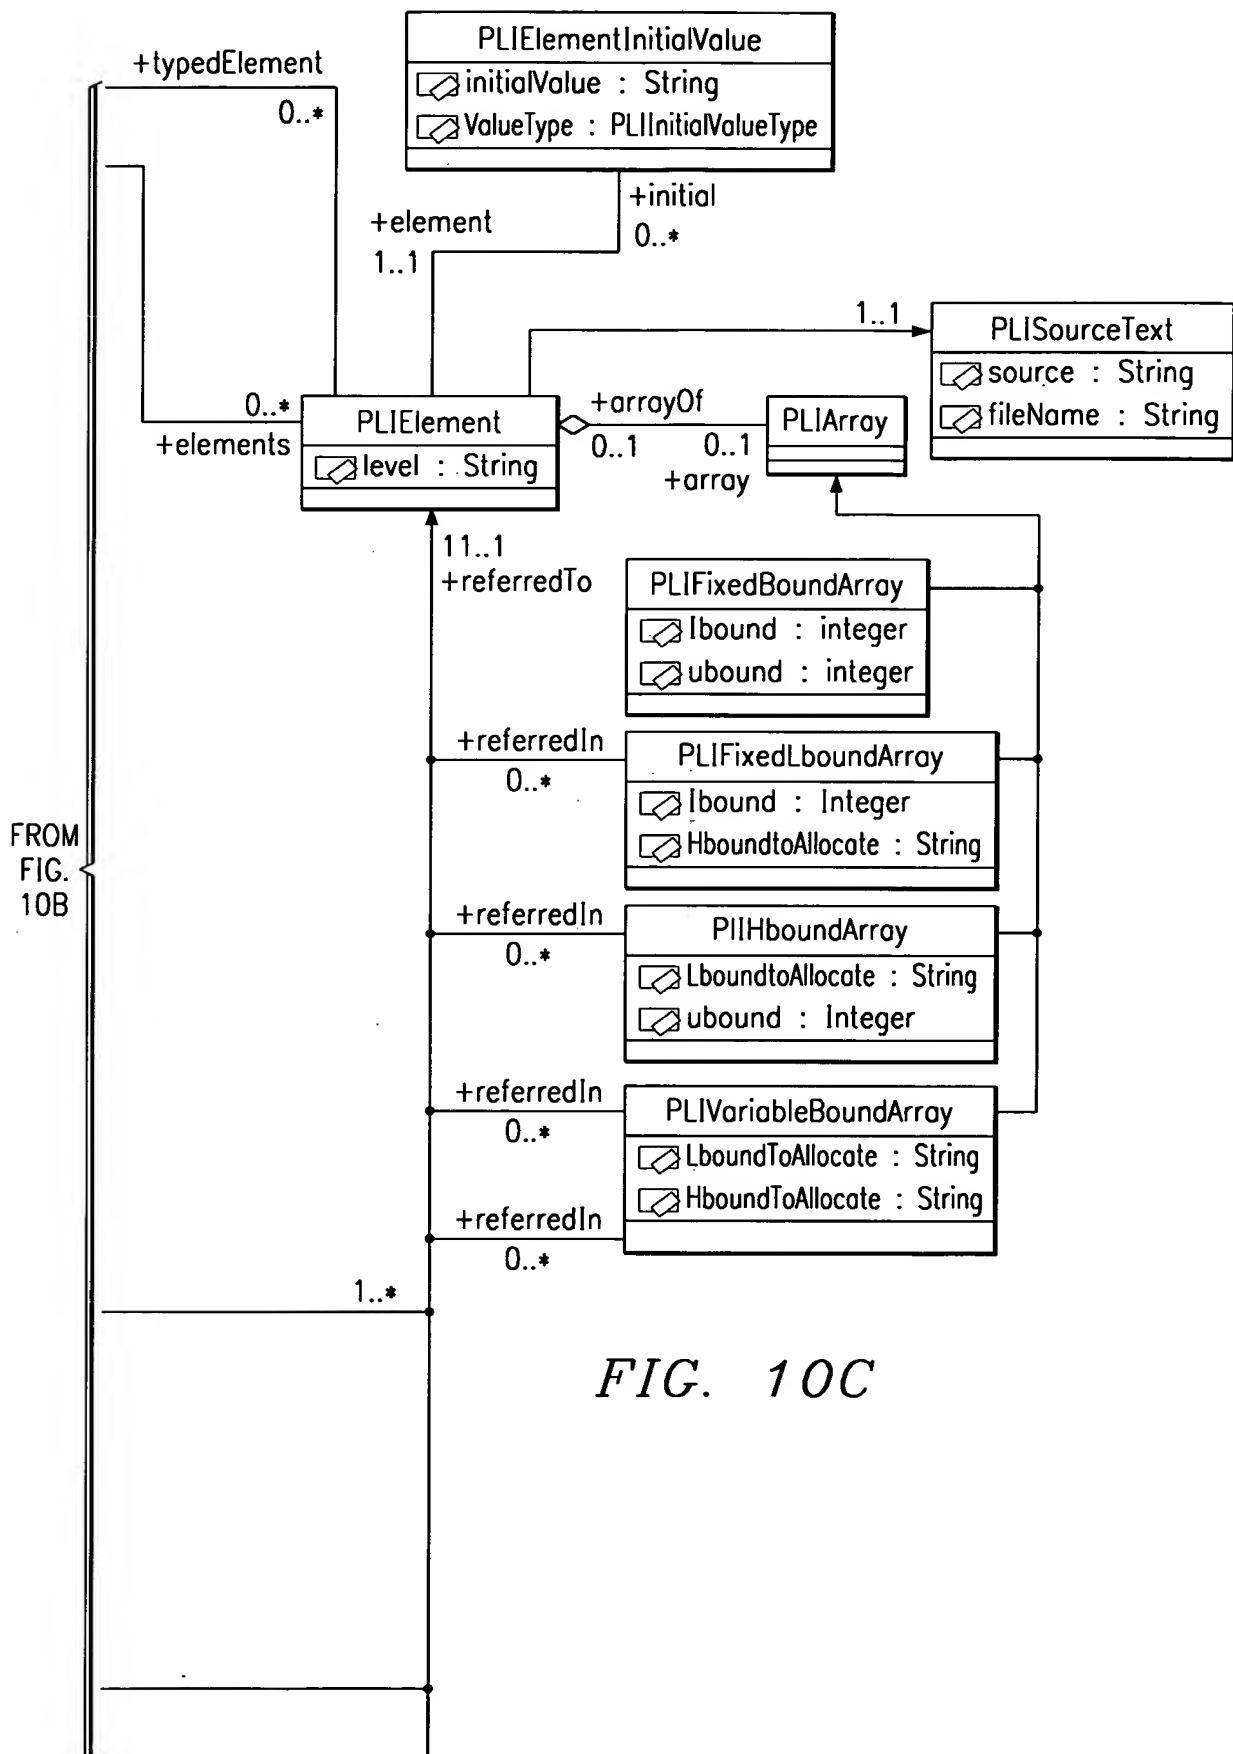 PLIElementInitialValue
initialValue : String
ValueType : PLIInitialValueType
+typedElement
0..*
+initial
0..*
+element
1..1
1..1
PLISourceText
source : String
fileName : String
0..*
+elements
PLIElement
level : String
+arrayOf
0..1
0..1
+array
PLIArray
11..1
+referredTo
PLIFixedBoundArray
Ibound : integer
ubound : integer
+referredIn
0..*
PLIFixedLboundArray
Ibound : Integer
HboundtoAllocate : String
FROM
FIG.
10B
+referredIn
0..*
PIIHboundArray
LboundtoAllocate : String
ubound : Integer
+referredIn
0..*
PLIVariableBoundArray
LboundToAllocate : String
HboundToAllocate : String
+referredIn
0..*
1..*
FIG. 10C